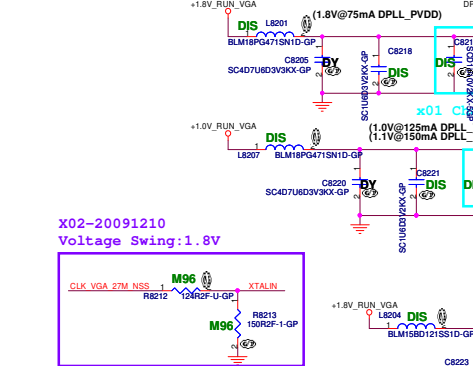 +1.8V_RUN_VGA
DIS L8201 (1.8V@75mA DPLL_PVDD)
BLM18PG471SN1D-GP
C8205 DY
SC4D7U6D3V3KX-GP
C8218
DIS
SC1U6D3V2KX-GP
DIS
x01
+1.0V_RUN_VGA
DIS
L8207 BLM18PG471SN1D-GP
(1.0V@125mA DPLL_
(1.1V@150mA DPLL_
C8220 DY
SC4D7U6D3V3KX-GP
C8221
DIS
SC1U6D3V2KX-GP
X02-20091210
Voltage Swing:1.8V
CLK_VGA_27M_NSS 1 M96 2 XTALIN
R8212 124R2F-U-GP
M96 R8213
150R2F-1-GP
+1.8V_RUN_VGA
L8204 DIS
BLM15BD121SS1D-GP
C8223